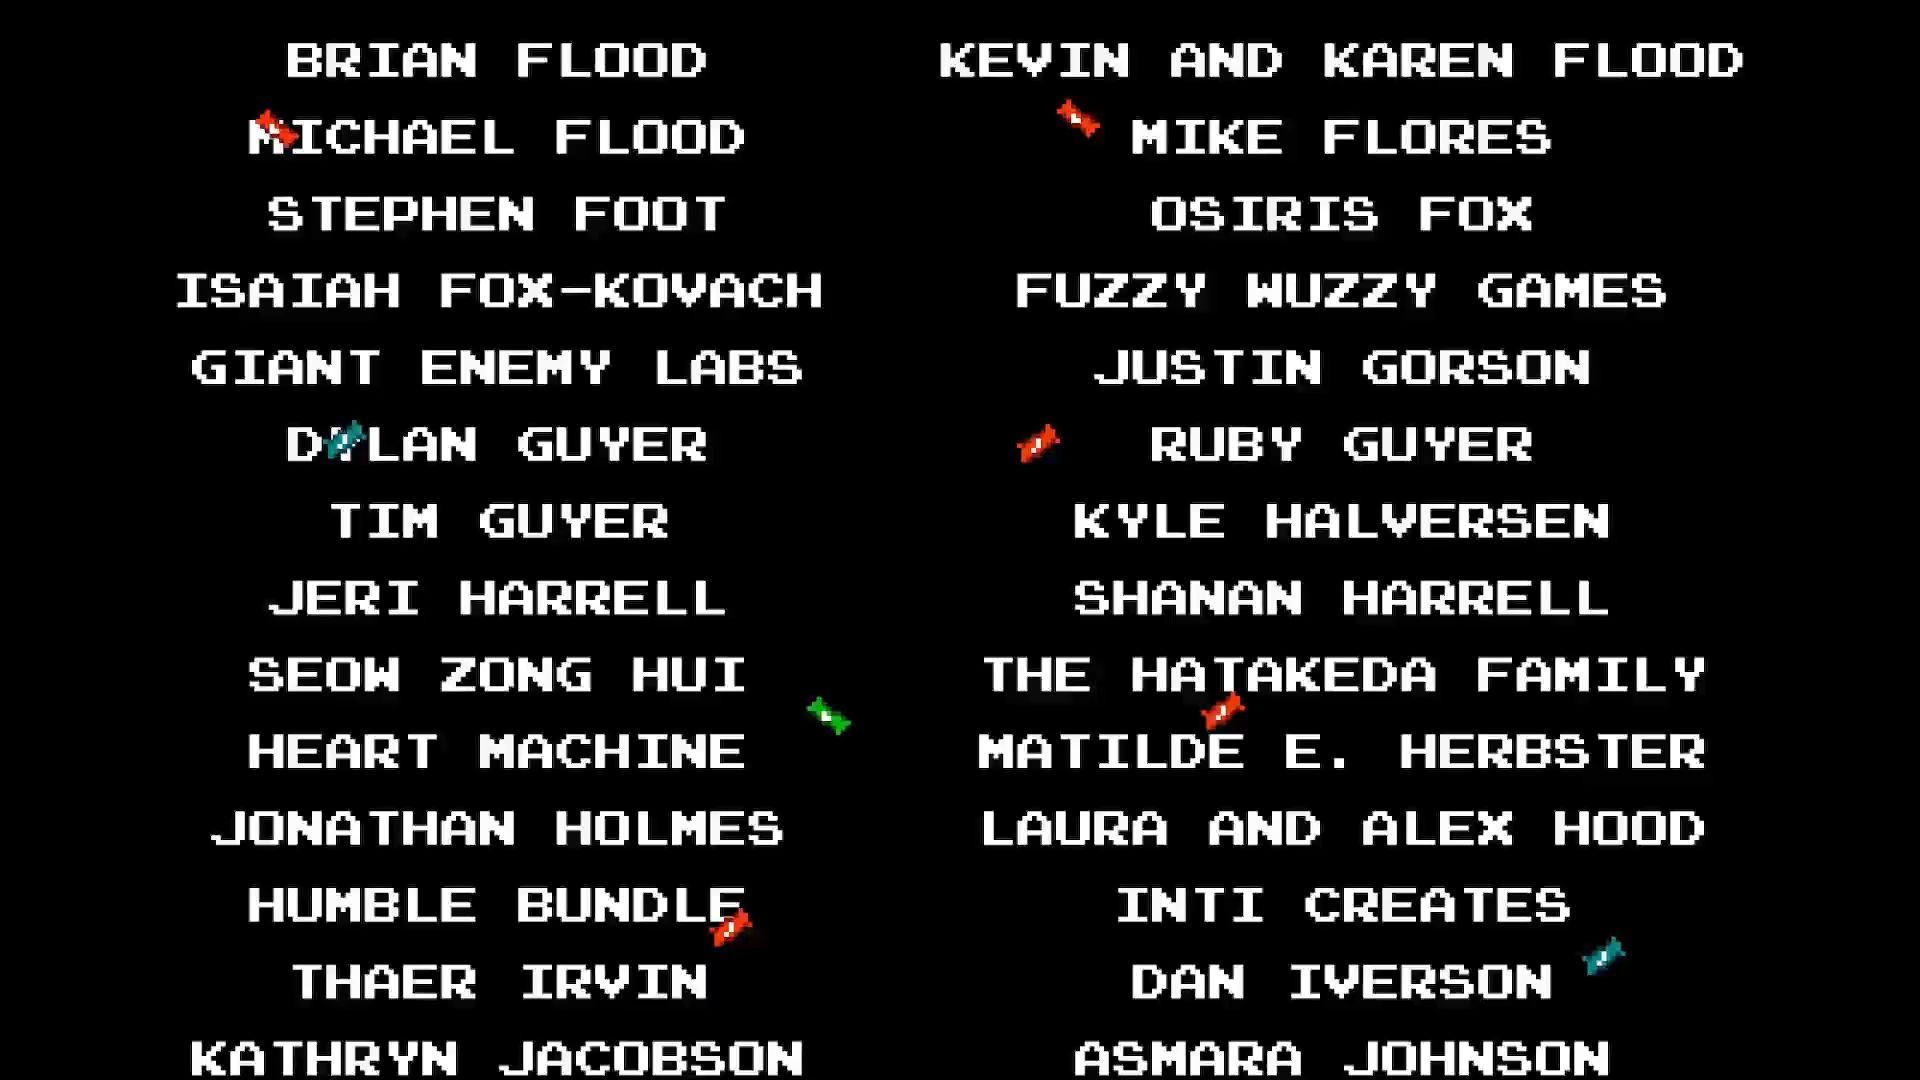 BRIAN FLOOD
KEVIN AND KAREN FLOOD
MICHAEL FLOOD
MIKE FLORES
STEPHEN FOOT
OSIRIS FOX
ISAIAH FOX-KOVACH
FUZZY WUZZY GAMES
GIANT ENEMY LABS
JUSTIN GORSON
DYLAN GUYER
RUBY GUYER
TIM GUYER
KYLE HALVERSEN
JERI HARRELL
SHANAN HARRELL
SEOW ZONG HUI
THE HATAKEDA FAMILY
HEART MACHINE
MATILDE E. HERBSTER
JONATHAN HOLMES
LAURA AND ALEX HOOD
HUMBLE BUNDLE
INTI CREATES
THAER IRVIN
DAN IVERSON
KATHRYN JACOBSON
ASMARA JOHNSON